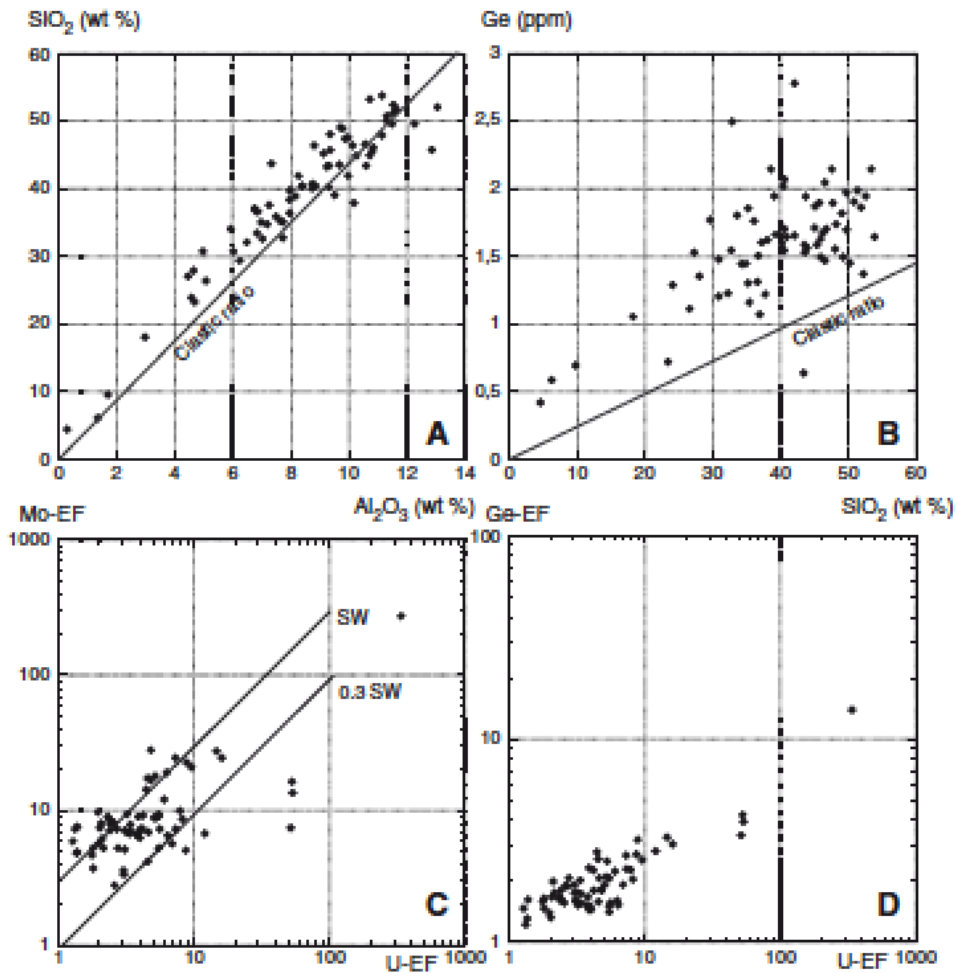 SIO₂ (wt %)
60
50
40
30
20
10
0
0 2 4 6 8 10 12 14
Clastic ratio
A
Al₂O₃ (wt %)
Ge (ppm)
3
2,5
2
1,5
1
0,5
0
0 10 20 30 40 50 60
Clastic ratio
B
SIO₂ (wt %)
Mo-EF
1000
100
10
1
1 10 100 1000
SW
0.3 SW
C
U-EF
Ge-EF
100
10
1
1 10 100 1000
D
U-EF